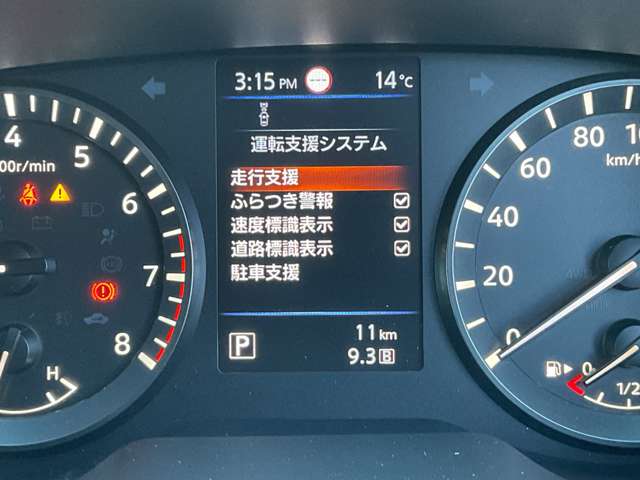 3:15 PM 14℃
運転支援システム
走行支援
ふらつき警報
速度標識表示
道路標識表示
駐車支援
P
11 km
9.3 B
4
5
6
7
8
00r/min
H
0
20
40
60
80
km/h
0
1/2